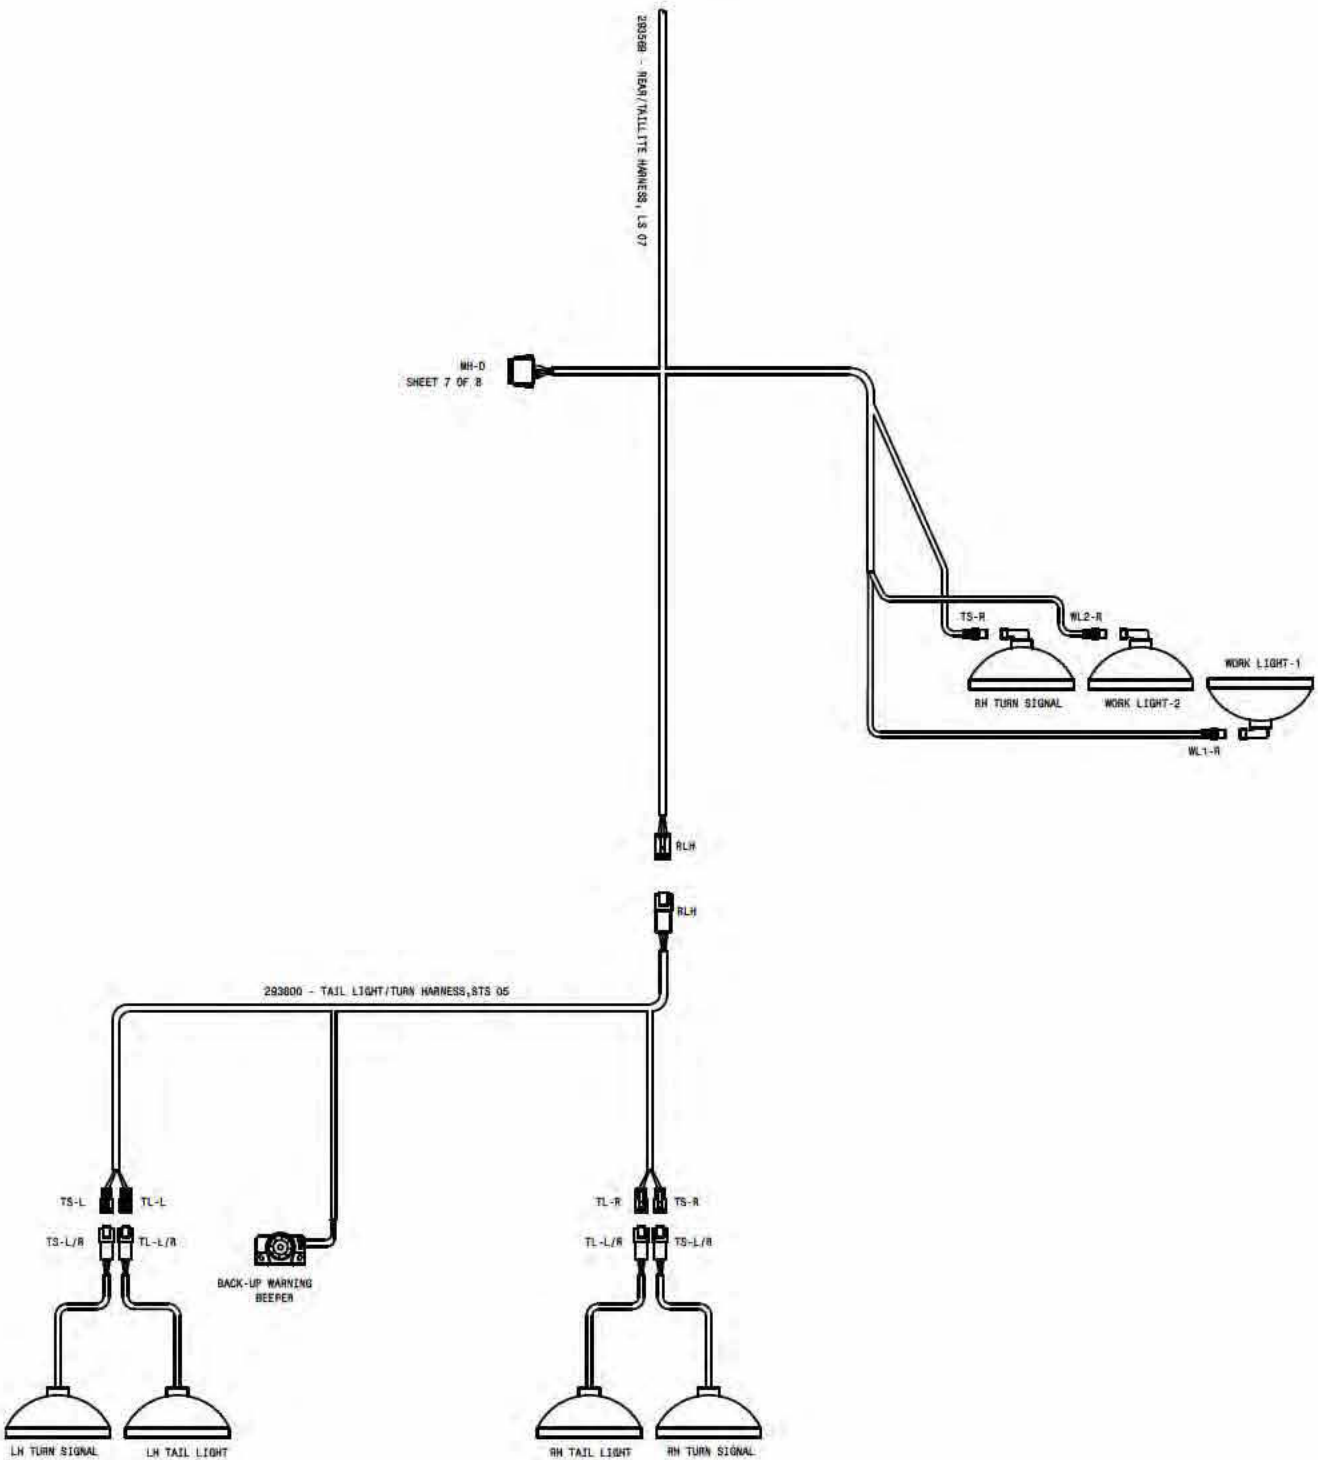 293569 - REAR/TAILLITE HARNESS, LS 07
MH-D
SHEET 7 OF 8
TS-R
WL2-R
WORK LIGHT-1
RH TURN SIGNAL
WORK LIGHT-2
WL1-R
RLH
RLH
293800 - TAIL LIGHT/TURN HARNESS,STS 05
TS-L
TL-L
TL-R
TS-R
TS-L/R
TL-L/R
TL-L/R
TS-L/R
BACK-UP WARNING
BEEPER
LH TURN SIGNAL
LH TAIL LIGHT
RH TAIL LIGHT
RH TURN SIGNAL